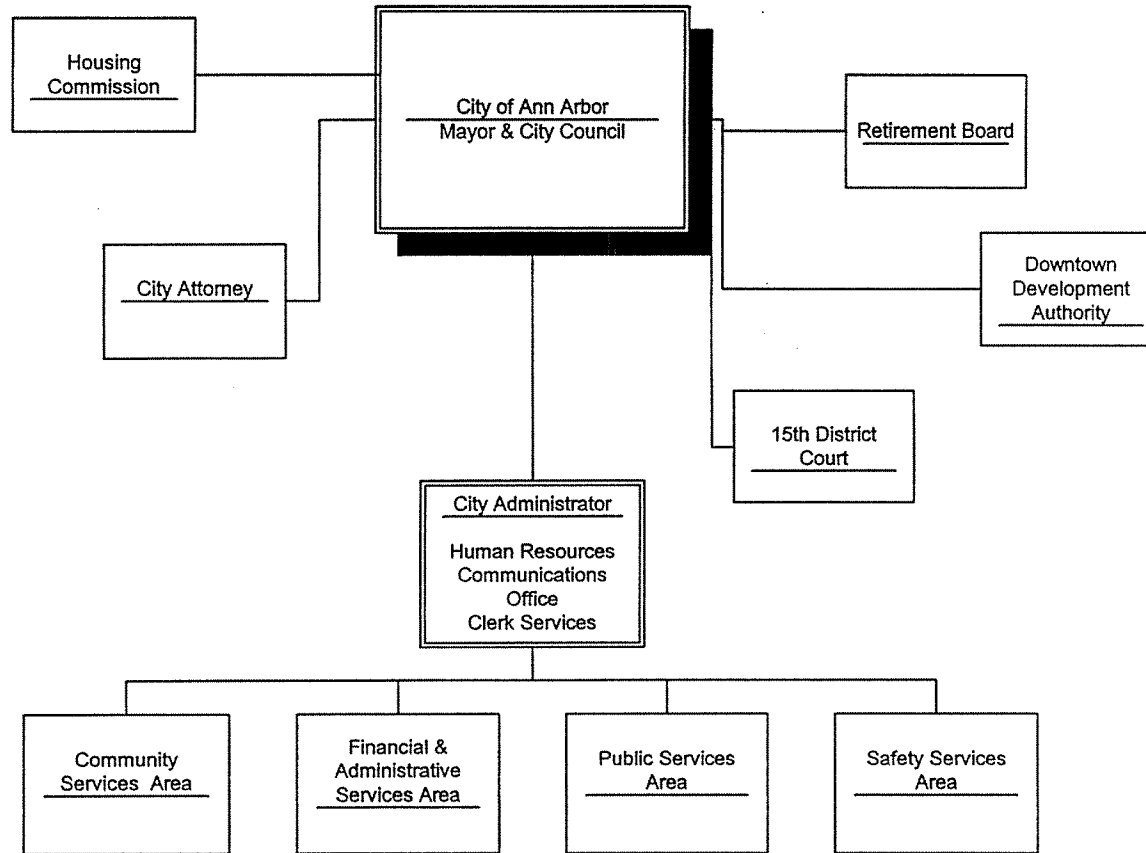 Housing
Commission
City of Ann Arbor
Mayor & City Council
Retirement Board
City Attorney
Downtown
Development
Authority
15th District
Court
City Administrator
Human Resources
Communications
Office
Clerk Services
Community
Services Area
Financial &
Administrative
Services Area
Public Services
Area
Safety Services
Area